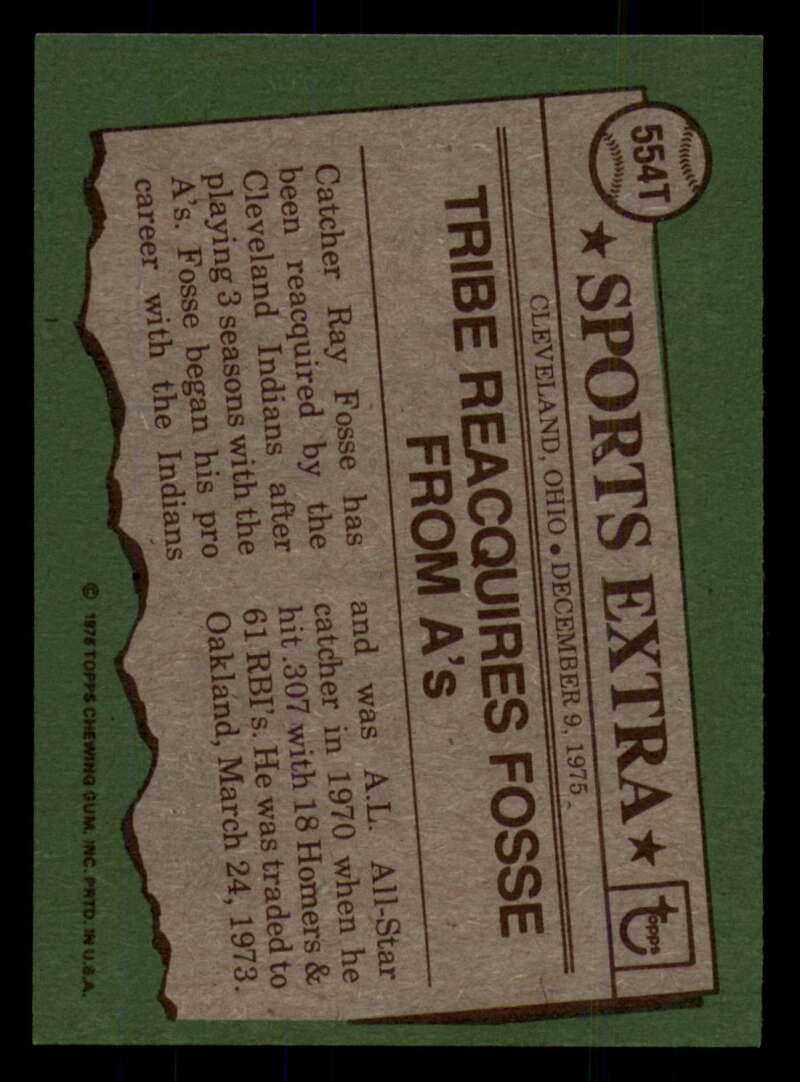 554T
★ SPORTS EXTRA ★
topps
CLEVELAND, OHIO • DECEMBER 9, 1975
TRIBE REACQUIRES FOSSE
FROM A's
Catcher Ray Fosse has
been reacquired by the
Cleveland Indians after
playing 3 seasons with the
A's. Fosse began his pro
career with the Indians
and was A.L. All-Star
catcher in 1970 when he
hit .307 with 18 Homers &
61 RBI's. He was traded to
Oakland, March 24, 1973.
© 1976 TOPPS CHEWING GUM, INC. PRTD. IN U.S.A.